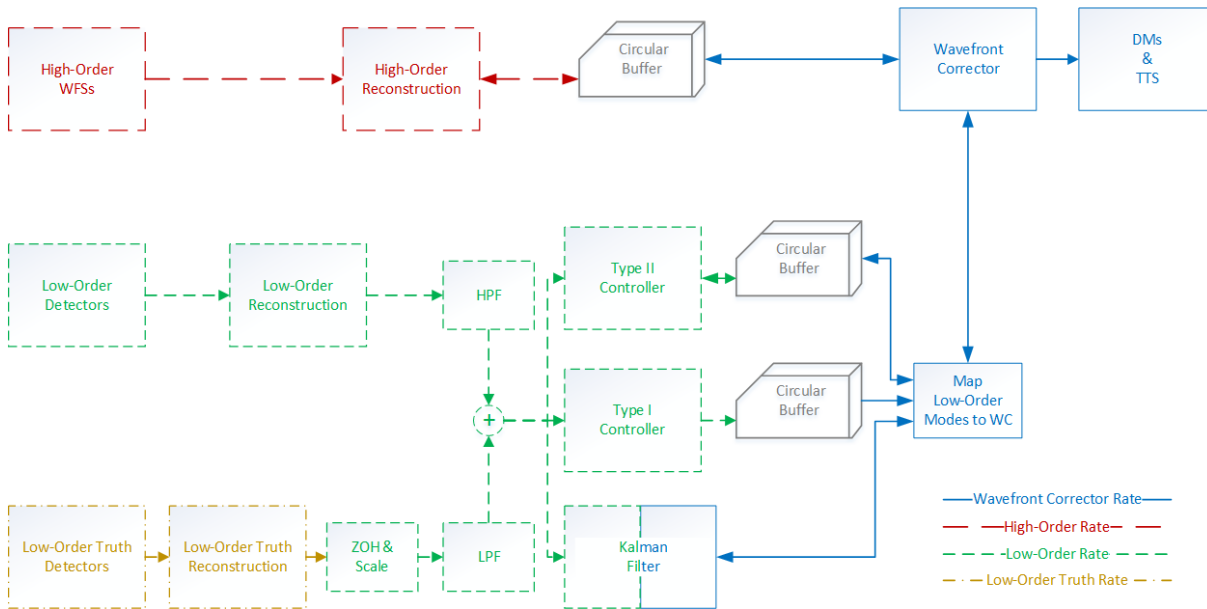 High-Order
WFSs
High-Order
Reconstruction
Circular
Buffer
Wavefront
Corrector
DMs
&
TTS
Low-Order
Detectors
Low-Order
Reconstruction
HPF
Type II
Controller
Circular
Buffer
+
Type I
Controller
Circular
Buffer
Map
Low-Order
Modes to WC
Low-Order Truth
Detectors
Low-Order Truth
Reconstruction
ZOH &
Scale
LPF
Kalman
Filter
Wavefront Corrector Rate
High-Order Rate
Low-Order Rate
Low-Order Truth Rate